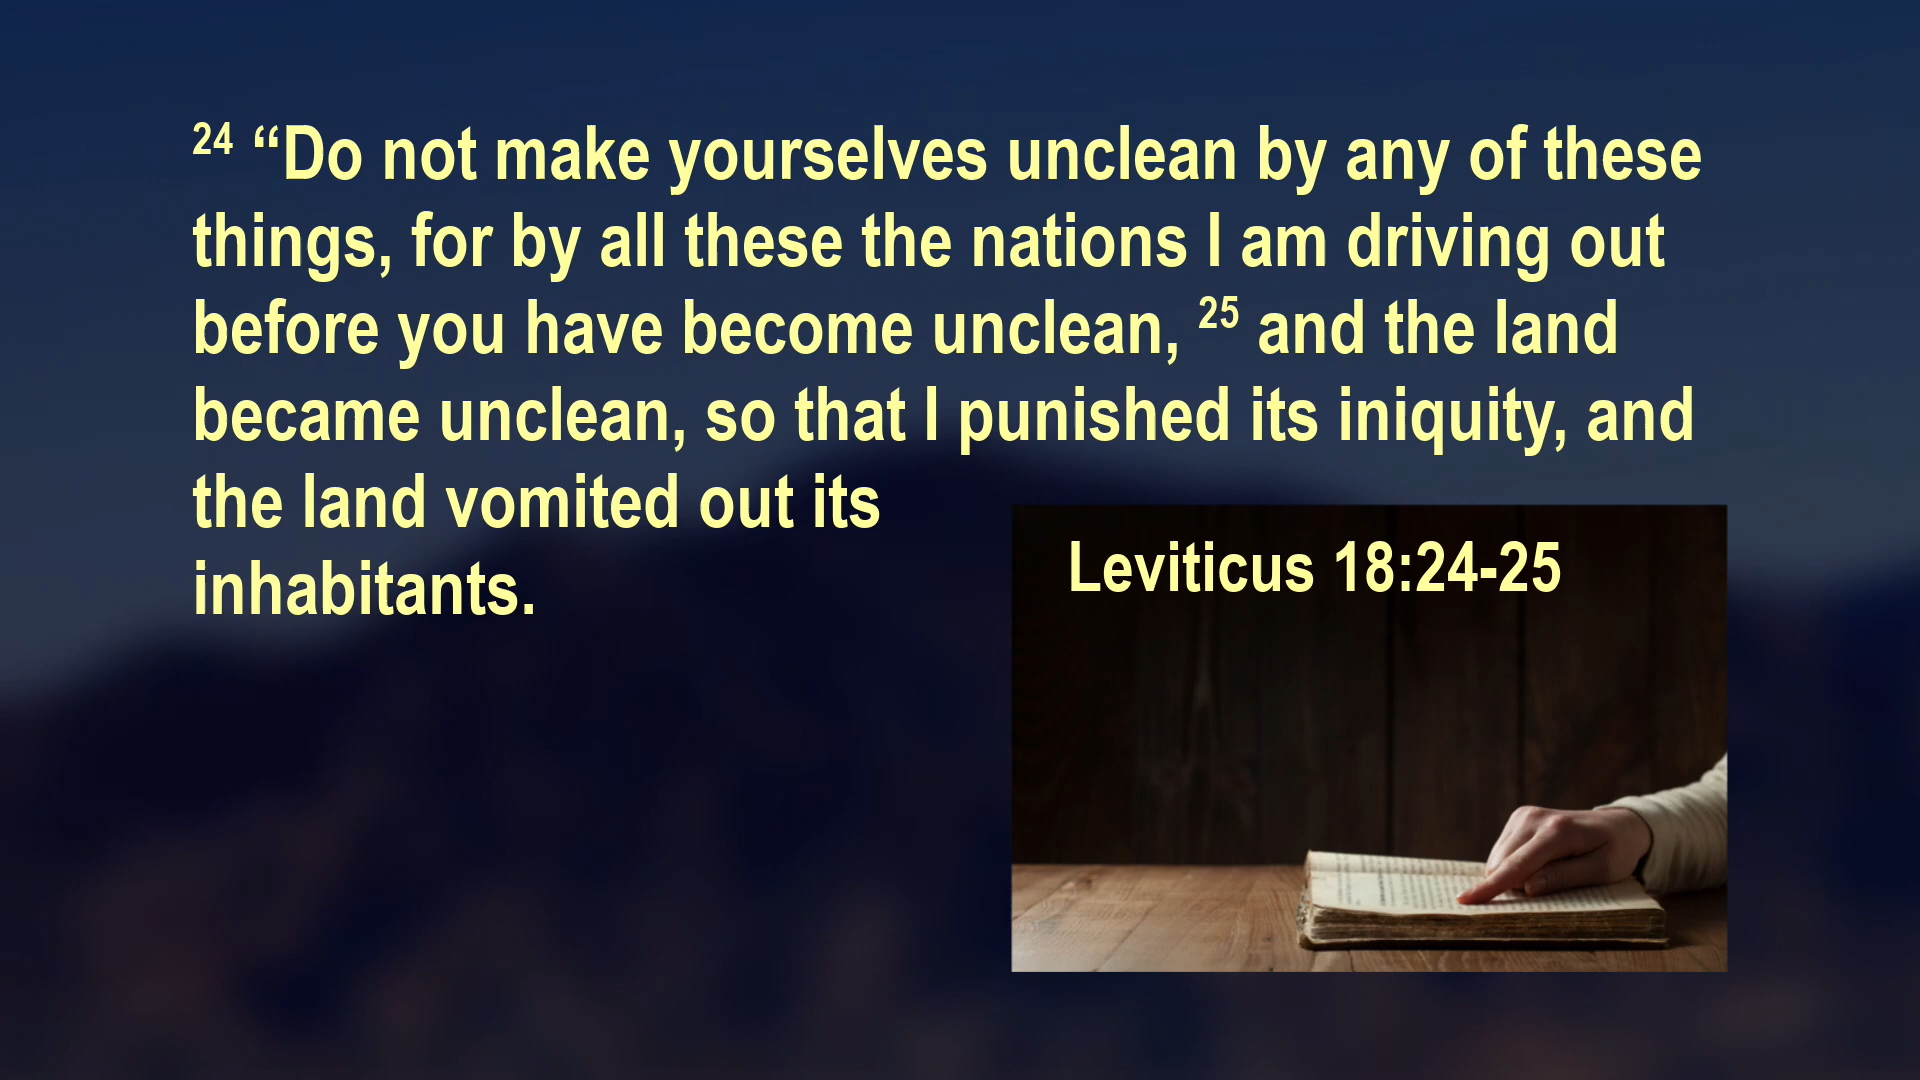 24 “Do not make yourselves unclean by any of these
things, for by all these the nations I am driving out
before you have become unclean, 25 and the land
became unclean, so that I punished its iniquity, and
the land vomited out its
inhabitants.
Leviticus 18:24-25